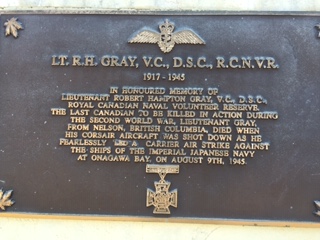 LT. R.H. GRAY, V.C., D.S.C., R.C.N.V.R.
1917 - 1945
IN HONOURED MEMORY OF
LIEUTENANT ROBERT HAMPTON GRAY, V.C., D.S.C.,
ROYAL CANADIAN NAVAL VOLUNTEER RESERVE.
THE LAST CANADIAN TO BE KILLED IN ACTION DURING
THE SECOND WORLD WAR, LIEUTENANT GRAY,
FROM NELSON, BRITISH COLUMBIA, DIED WHEN
HIS CORSAIR AIRCRAFT WAS SHOT DOWN AS HE
FEARLESSLY LED A CARRIER AIR STRIKE AGAINST
THE SHIPS OF THE IMPERIAL JAPANESE NAVY
AT ONAGAWA BAY, ON AUGUST 9TH, 1945.